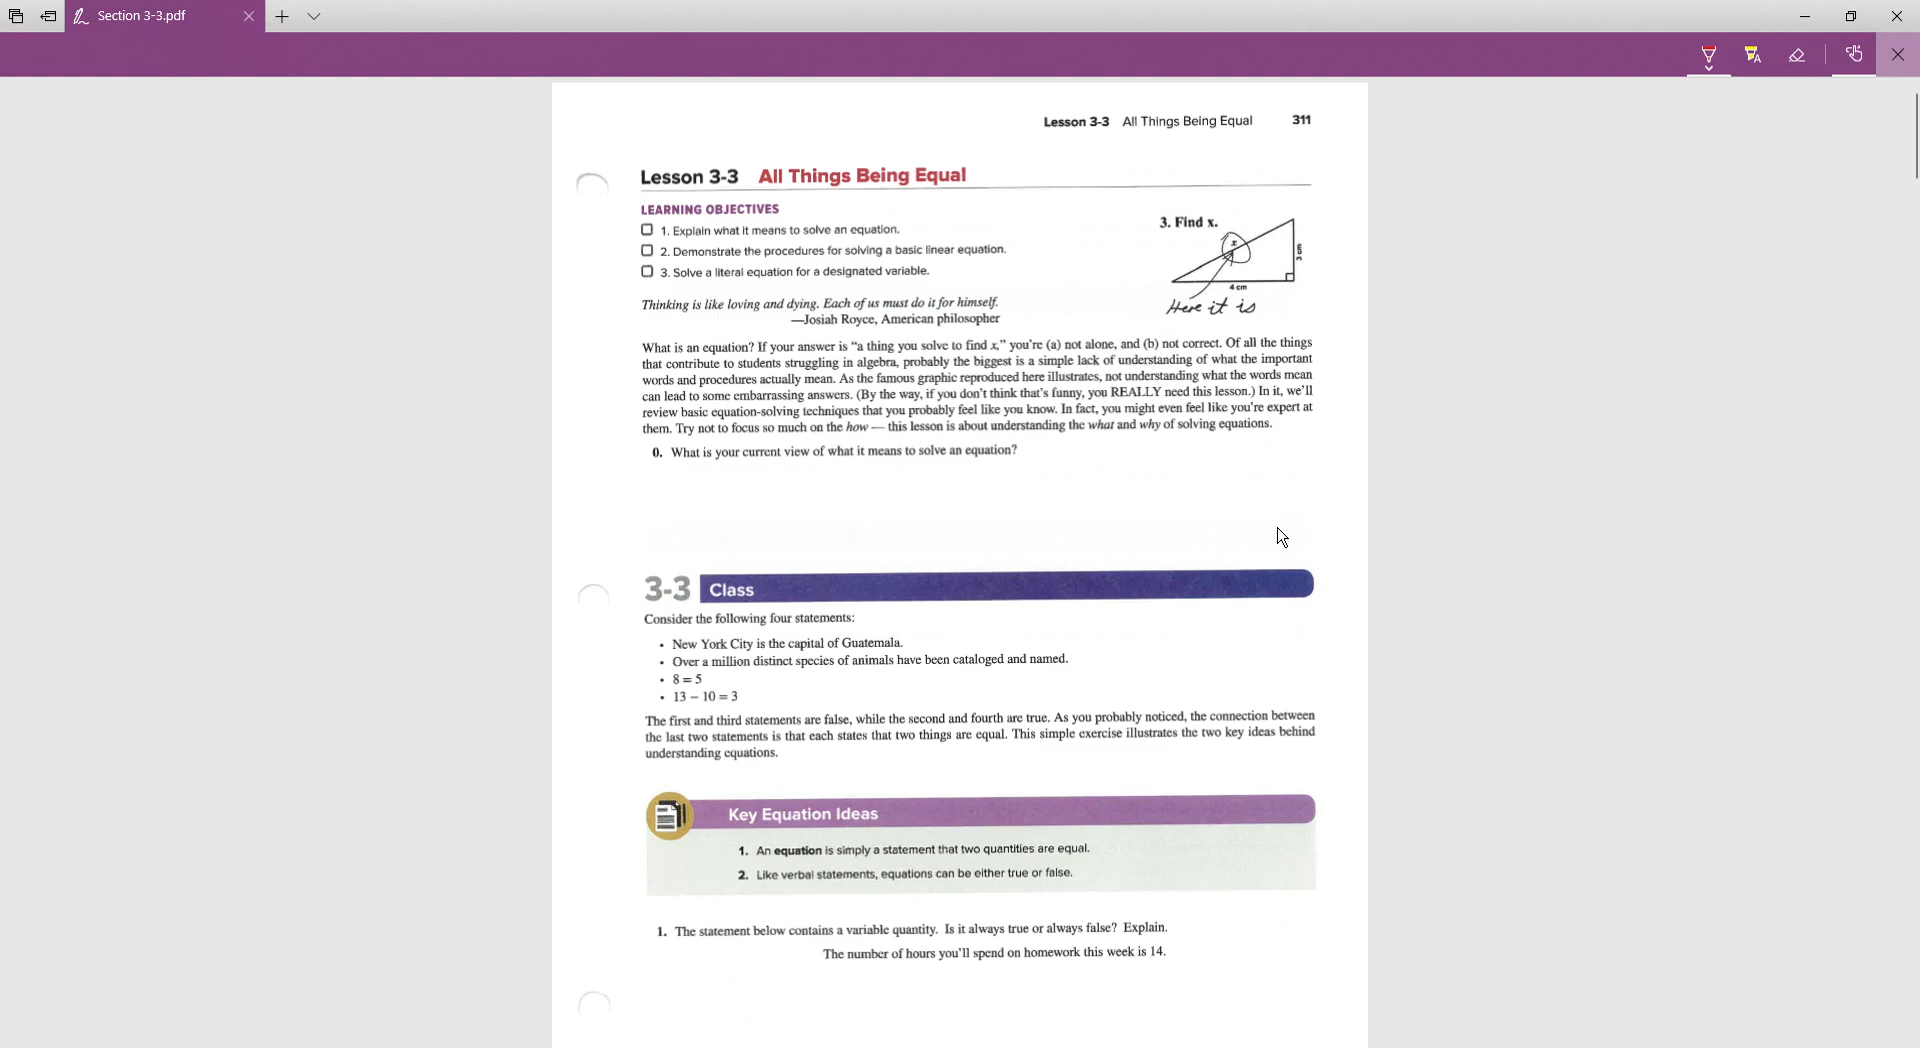 Section 3-3.pdf
Lesson 3-3 All Things Being Equal 311
Lesson 3-3 All Things Being Equal
LEARNING OBJECTIVES
1. Explain what it means to solve an equation.
2. Demonstrate the procedures for solving a basic linear equation.
3. Solve a literal equation for a designated variable.
3. Find x.
x
3 cm
4 cm
Here it is
Thinking is like loving and dying. Each of us must do it for himself.
—Josiah Royce, American philosopher
What is an equation? If your answer is “a thing you solve to find x,” you’re (a) not alone, and (b) not correct. Of all the things
that contribute to students struggling in algebra, probably the biggest is a simple lack of understanding of what the important
words and procedures actually mean. As the famous graphic reproduced here illustrates, not understanding what the words mean
can lead to some embarrassing answers. (By the way, if you don’t think that’s funny, you REALLY need this lesson.) In it, we’ll
review basic equation-solving techniques that you probably feel like you know. In fact, you might even feel like you’re expert at
them. Try not to focus so much on the how — this lesson is about understanding the what and why of solving equations.
0. What is your current view of what it means to solve an equation?
3-3 Class
Consider the following four statements:
• New York City is the capital of Guatemala.
• Over a million distinct species of animals have been cataloged and named.
• 8 = 5
• 13 – 10 = 3
The first and third statements are false, while the second and fourth are true. As you probably noticed, the connection between
the last two statements is that each states that two things are equal. This simple exercise illustrates the two key ideas behind
understanding equations.
Key Equation Ideas
1. An equation is simply a statement that two quantities are equal.
2. Like verbal statements, equations can be either true or false.
1. The statement below contains a variable quantity. Is it always true or always false? Explain.
The number of hours you’ll spend on homework this week is 14.